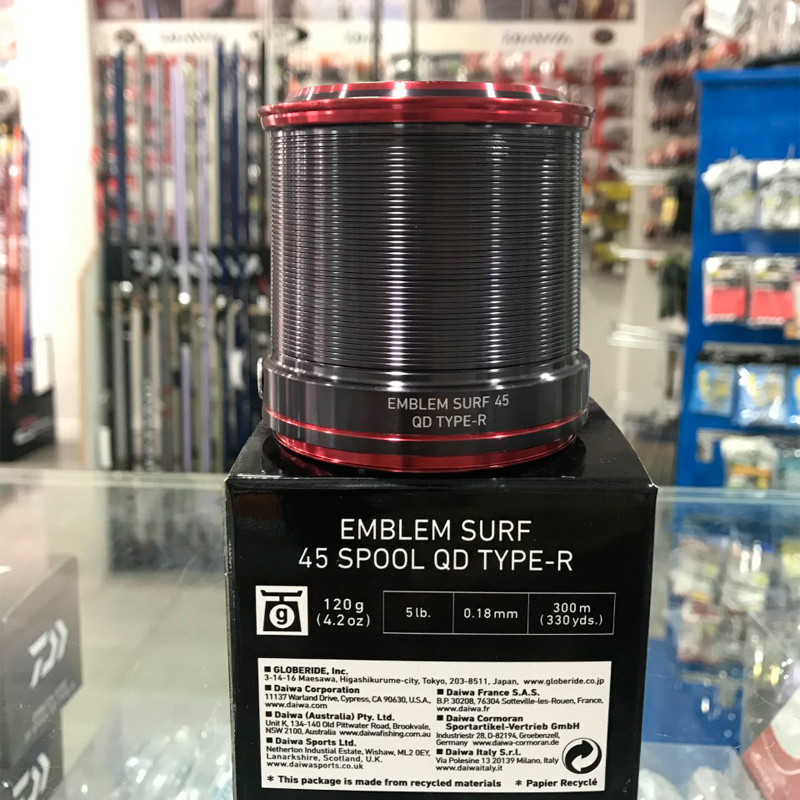 DAIWA
EMBLEM SURF 45
QD TYPE-R
EMBLEM SURF
45 SPOOL QD TYPE-R
g
120g
(4.2oz)
5lb.
0.18mm
300m
(330yds.)
■ GLOBERIDE, Inc.
3-14-16 Maesawa, Higashikurume-city, Tokyo, 203-8511, Japan, www.globeride.co.jp
■ Daiwa Corporation
11137 Warland Drive, Cypress, CA 90630, U.S.A.,
www.daiwa.com
■ Daiwa (Australia) Pty. Ltd.
Unit K, 134-140 Old Pittwater Road, Brookvale,
NSW 2100, Australia www.daiwafishing.com.au
■ Daiwa Sports Ltd.
Netherton Industial Estate, Wishaw, ML2 0EY,
Lanarkshire, Scotland, U.K.
www.daiwasports.co.uk
■ Daiwa France S.A.S.
B.P. 30208, 76304 Sotteville-les-Rouen, France,
www.daiwa.fr
■ Daiwa Cormoran
Sportartikel-Vertrieb GmbH
Industriestr 28, D-82194, Groebenzell,
Germany www.daiwa-cormoran.de
■ Daiwa Italy S.r.l.
Via Polesine 13 20139 Milano, Italy
www.daiwaitaly.it
* This package is made from recycled materials * Papier Recyclé